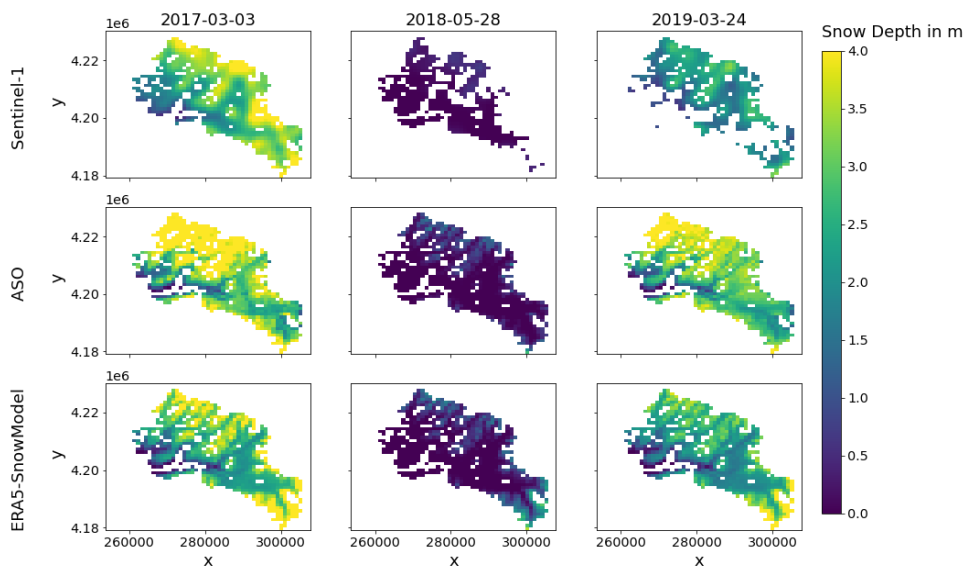 2017-03-03
2018-05-28
2019-03-24
Snow Depth in m
1e6
4.22
4.20
4.18
y
Sentinel-1
4.0
3.5
3.0
2.5
2.0
1.5
1.0
0.5
0.0
1e6
4.22
4.20
4.18
y
ASO
1e6
4.22
4.20
4.18
y
ERA5-SnowModel
260000 280000 300000
260000 280000 300000
260000 280000 300000
x
x
x